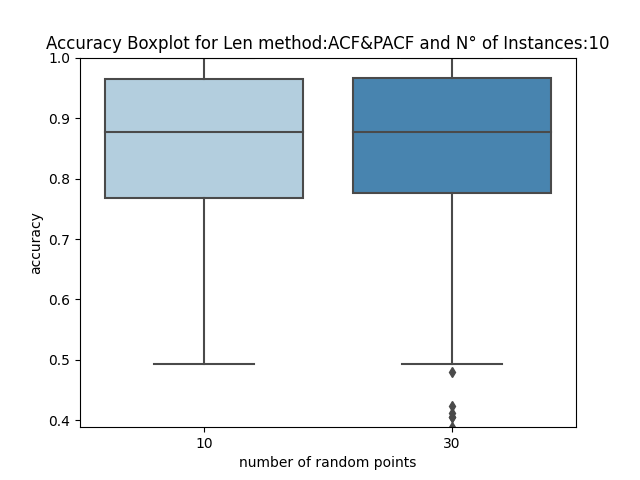 Accuracy Boxplot for Len method:ACF&PACF and N° of Instances:10
1.0
0.9
0.8
0.7
0.6
0.5
0.4
accuracy
10 30
number of random points